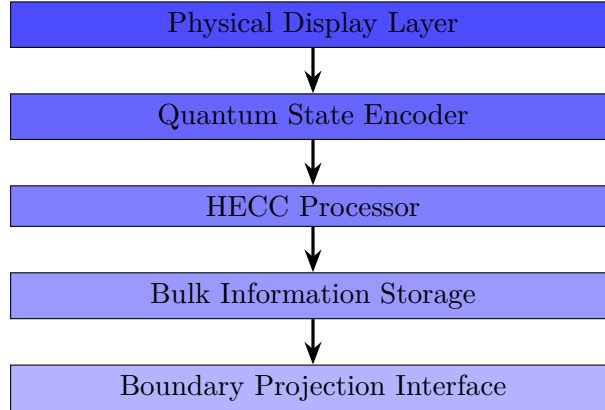 Physical Display Layer
Quantum State Encoder
HECC Processor
Bulk Information Storage
Boundary Projection Interface